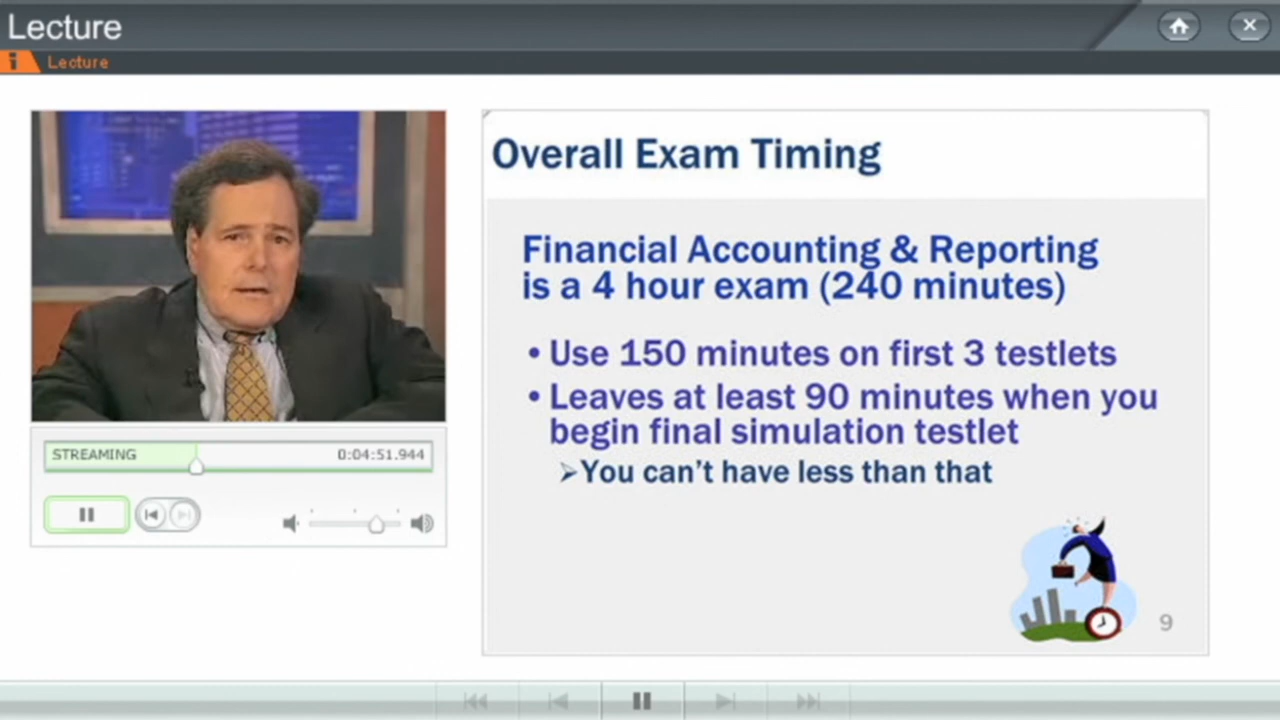 Lecture
i Lecture
Overall Exam Timing
Financial Accounting & Reporting
is a 4 hour exam (240 minutes)
• Use 150 minutes on first 3 testlets
• Leaves at least 90 minutes when you
begin final simulation testlet
➢You can't have less than that
STREAMING 0:04:51.944
9